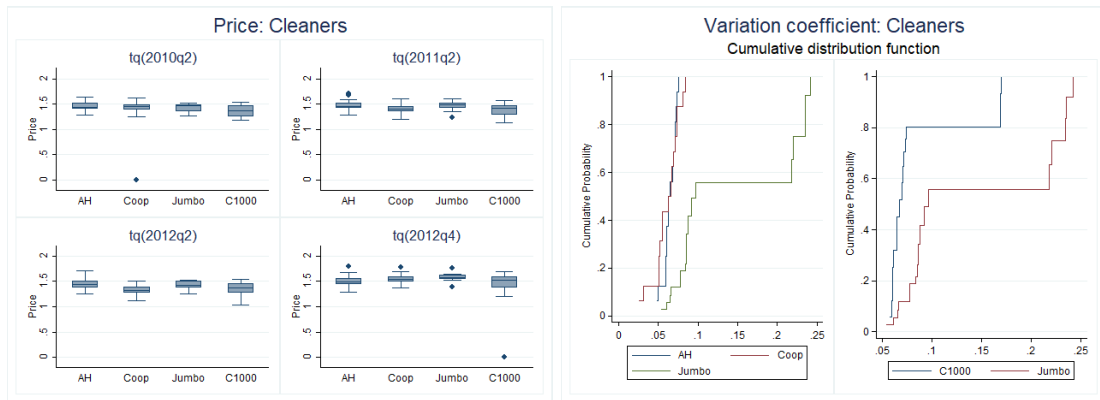 Price: Cleaners
tq(2010q2)
Price
0 .5 1 1.5 2
AH Coop Jumbo C1000
tq(2011q2)
Price
0 .5 1 1.5 2
AH Coop Jumbo C1000
tq(2012q2)
Price
0 .5 1 1.5 2
AH Coop Jumbo C1000
tq(2012q4)
Price
0 .5 1 1.5 2
AH Coop Jumbo C1000
Variation coefficient: Cleaners
Cumulative distribution function
Cumulative Probability
1
.8
.6
.4
.2
0
0 .05 .1 .15 .2 .25
AH Coop
Jumbo
Cumulative Probability
1
.8
.6
.4
.2
0
.05 .1 .15 .2 .25
C1000 Jumbo